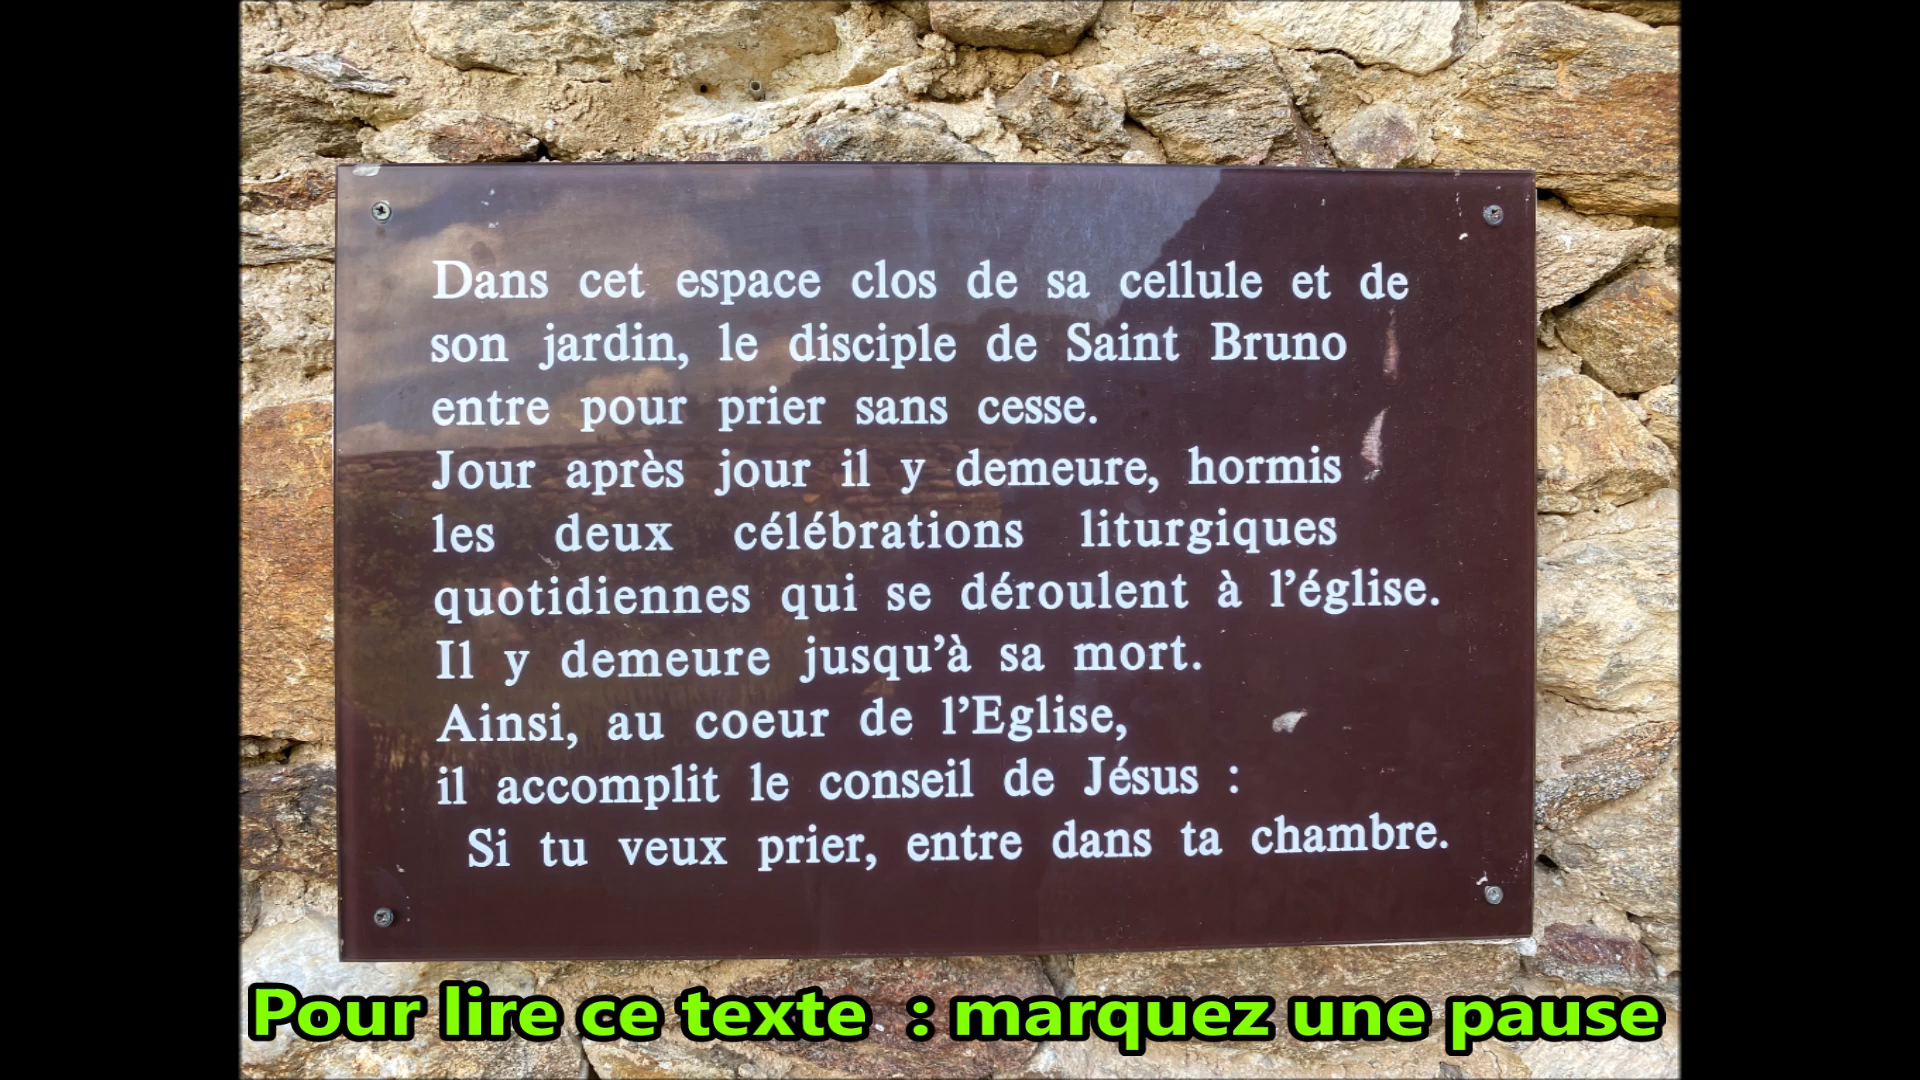 Dans cet espace clos de sa cellule et de
son jardin, le disciple de Saint Bruno
entre pour prier sans cesse.
Jour après jour il y demeure, hormis
les deux célébrations liturgiques
quotidiennes qui se déroulent à l'église.
Il y demeure jusqu'à sa mort.
Ainsi, au coeur de l'Eglise,
il accomplit le conseil de Jésus :
Si tu veux prier, entre dans ta chambre.
Pour lire ce texte : marquez une pause